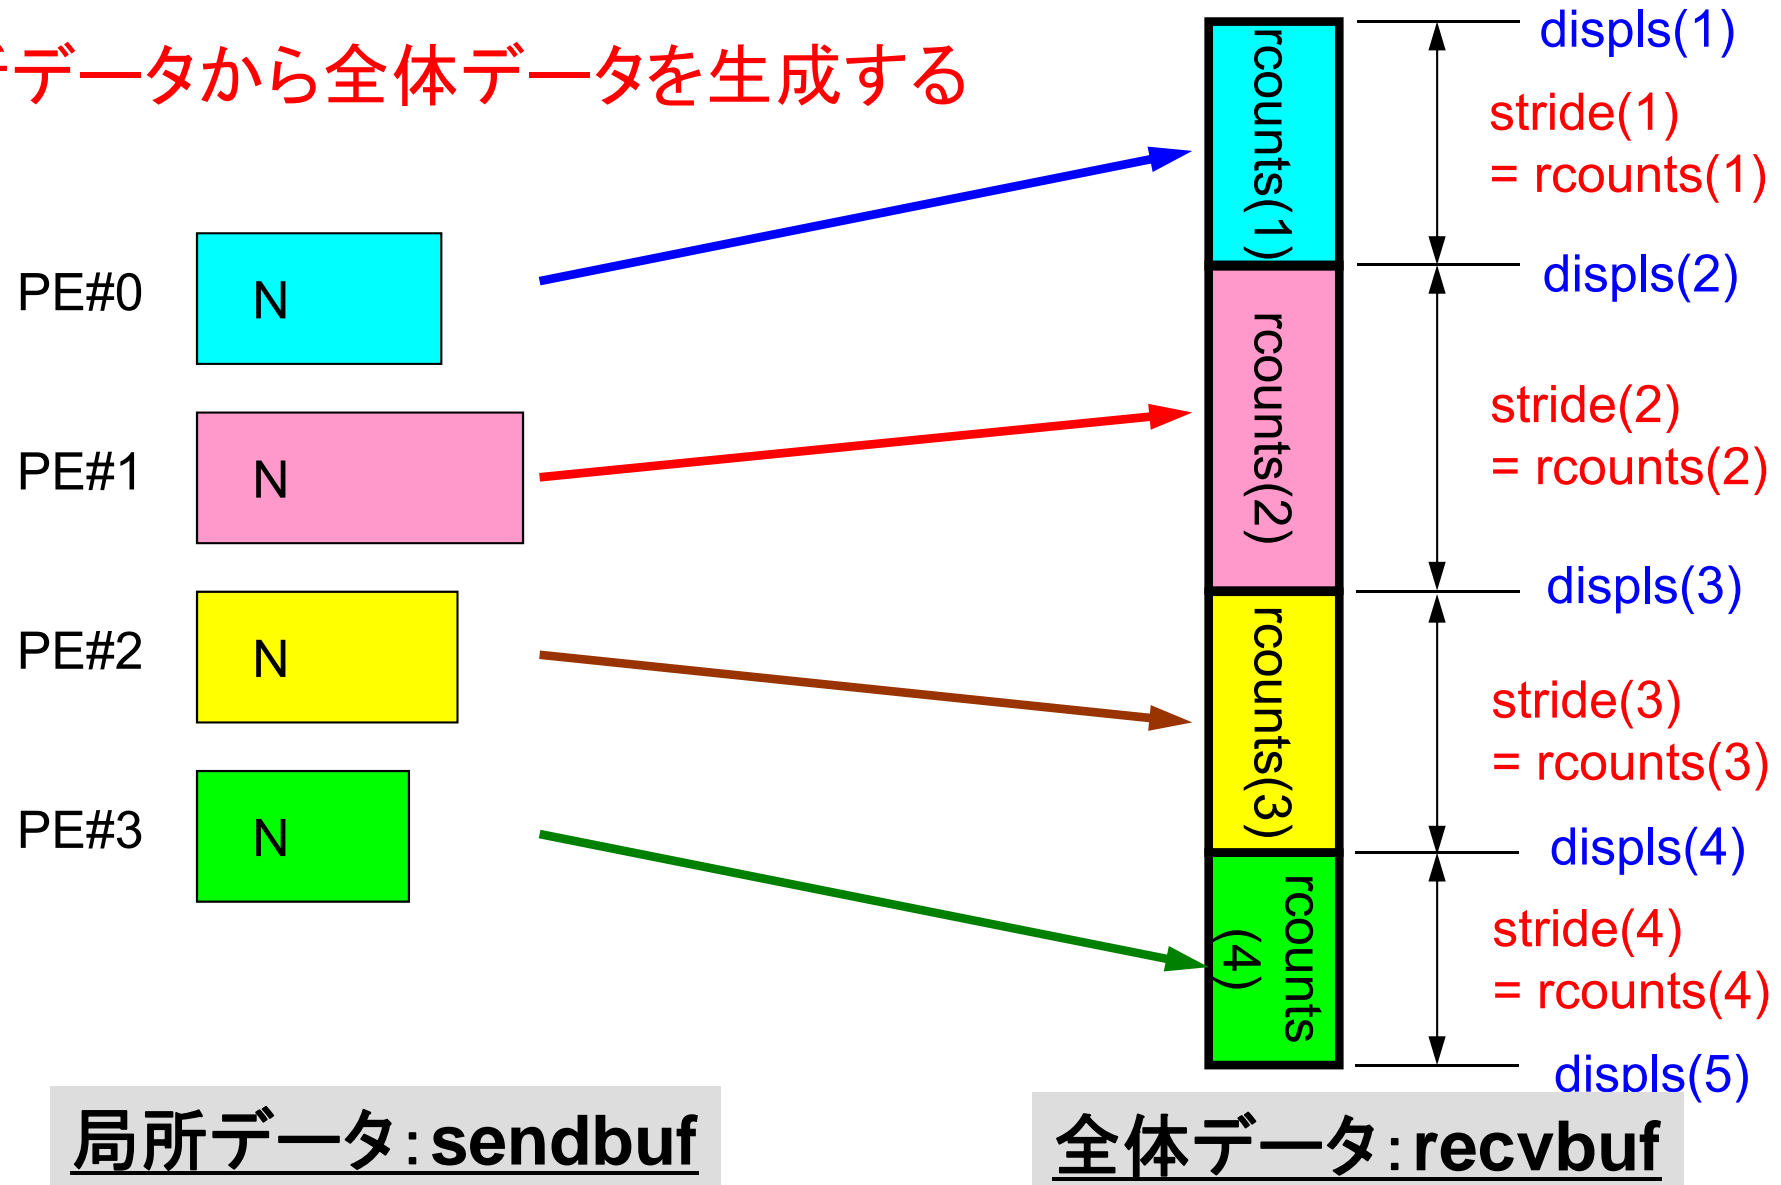 データから全体データを生成する
PE#0
N
PE#1
N
PE#2
N
PE#3
N
rcounts(1)
rcounts(2)
rcounts(3)
rcounts
(4)
displs(1)
stride(1)
= rcounts(1)
displs(2)
stride(2)
= rcounts(2)
displs(3)
stride(3)
= rcounts(3)
displs(4)
stride(4)
= rcounts(4)
displs(5)
局所データ:sendbuf
全体データ:recvbuf